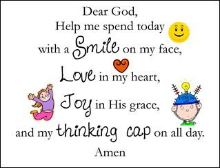 Dear God,
Help me spend today
with a Smile on my face,
Love in my heart,
Joy in His grace,
and my thinking cap on all day.
Amen